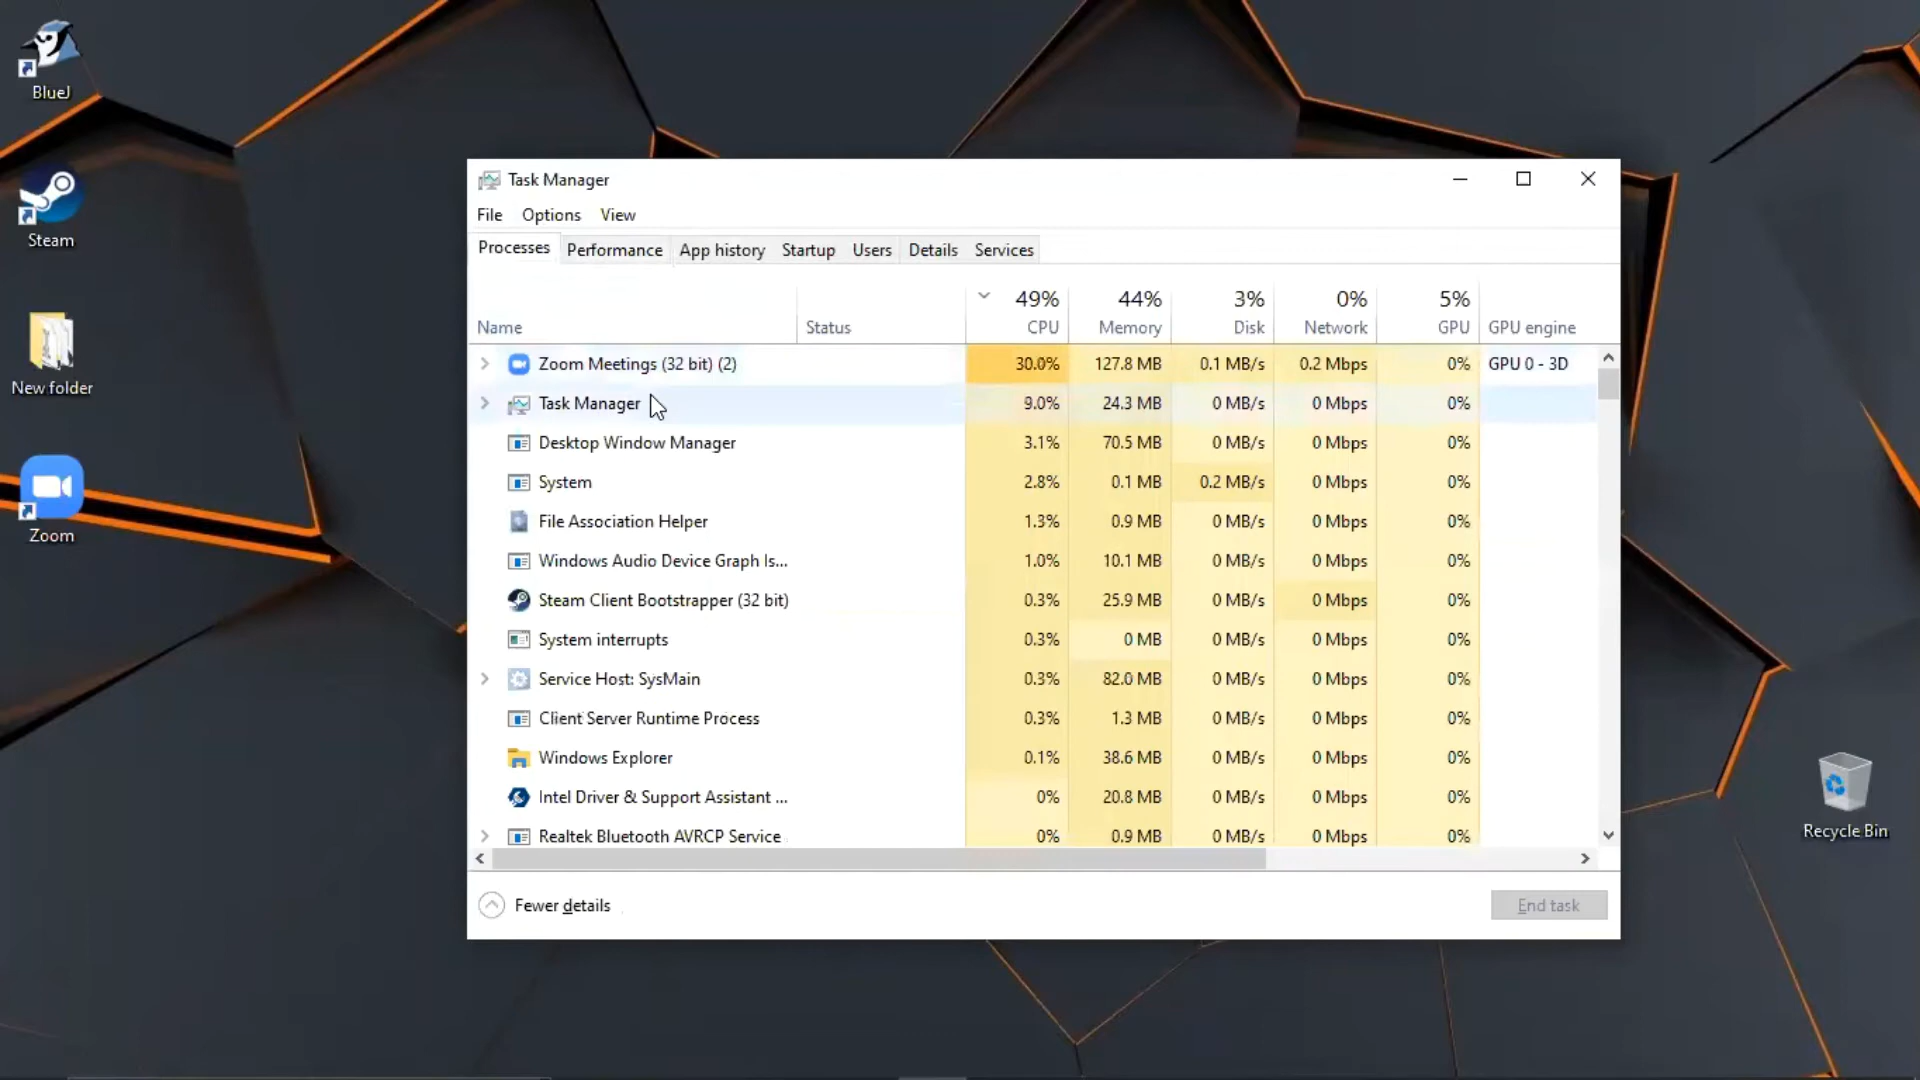 BlueJ
Steam
New folder
Zoom
Task Manager
File Options View
Processes Performance App history Startup Users Details Services
49% 44% 3% 0% 5%
Name Status CPU Memory Disk Network GPU GPU engine
Zoom Meetings (32 bit) (2) 30.0% 127.8 MB 0.1 MB/s 0.2 Mbps 0% GPU 0 - 3D
Task Manager 9.0% 24.3 MB 0 MB/s 0 Mbps 0%
Desktop Window Manager 3.1% 70.5 MB 0 MB/s 0 Mbps 0%
System 2.8% 0.1 MB 0.2 MB/s 0 Mbps 0%
File Association Helper 1.3% 0.9 MB 0 MB/s 0 Mbps 0%
Windows Audio Device Graph Is... 1.0% 10.1 MB 0 MB/s 0 Mbps 0%
Steam Client Bootstrapper (32 bit) 0.3% 25.9 MB 0 MB/s 0 Mbps 0%
System interrupts 0.3% 0 MB 0 MB/s 0 Mbps 0%
Service Host: SysMain 0.3% 82.0 MB 0 MB/s 0 Mbps 0%
Client Server Runtime Process 0.3% 1.3 MB 0 MB/s 0 Mbps 0%
Windows Explorer 0.1% 38.6 MB 0 MB/s 0 Mbps 0%
Intel Driver & Support Assistant ... 0% 20.8 MB 0 MB/s 0 Mbps 0%
Realtek Bluetooth AVRCP Service 0% 0.9 MB 0 MB/s 0 Mbps 0%
Fewer details
End task
Recycle Bin